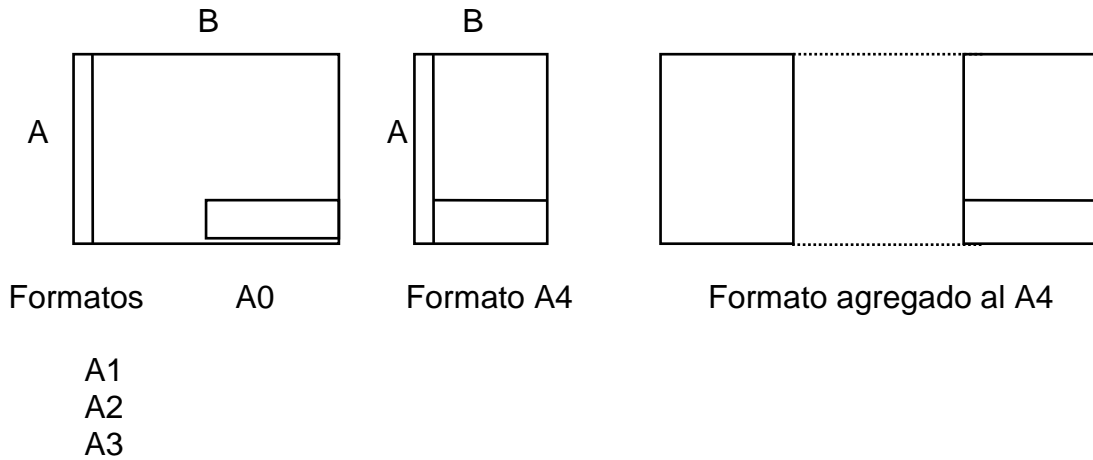 B B
A A
Formatos A0 Formato A4 Formato agregado al A4
A1
A2
A3